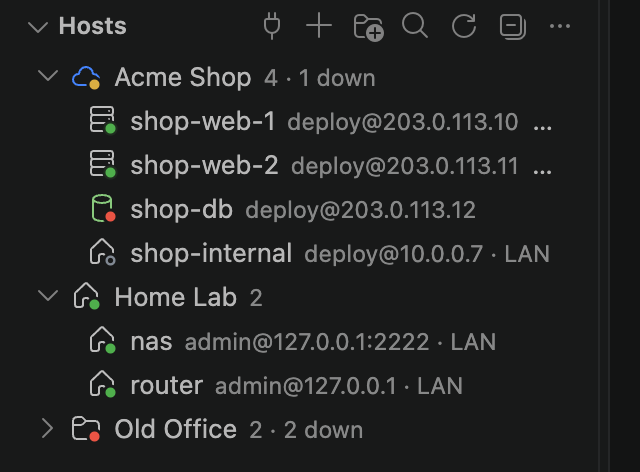 Hosts
Acme Shop 4 · 1 down
shop-web-1 deploy@203.0.113.10 ...
shop-web-2 deploy@203.0.113.11 ...
shop-db deploy@203.0.113.12
shop-internal deploy@10.0.0.7 · LAN
Home Lab 2
nas admin@127.0.0.1:2222 · LAN
router admin@127.0.0.1 · LAN
Old Office 2 · 2 down